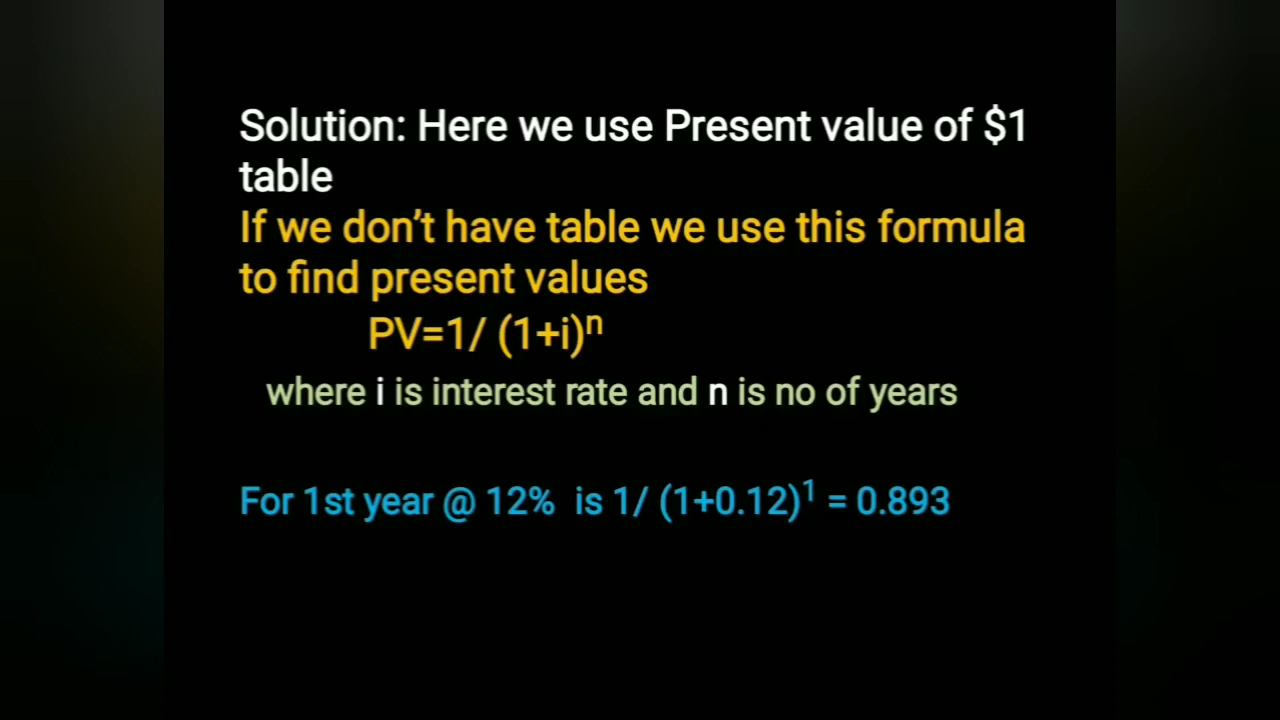 Solution: Here we use Present value of $1
table
If we don’t have table we use this formula
to find present values
PV=1/ (1+i)ⁿ
where i is interest rate and n is no of years
For 1st year @ 12%  is 1/ (1+0.12)¹ = 0.893